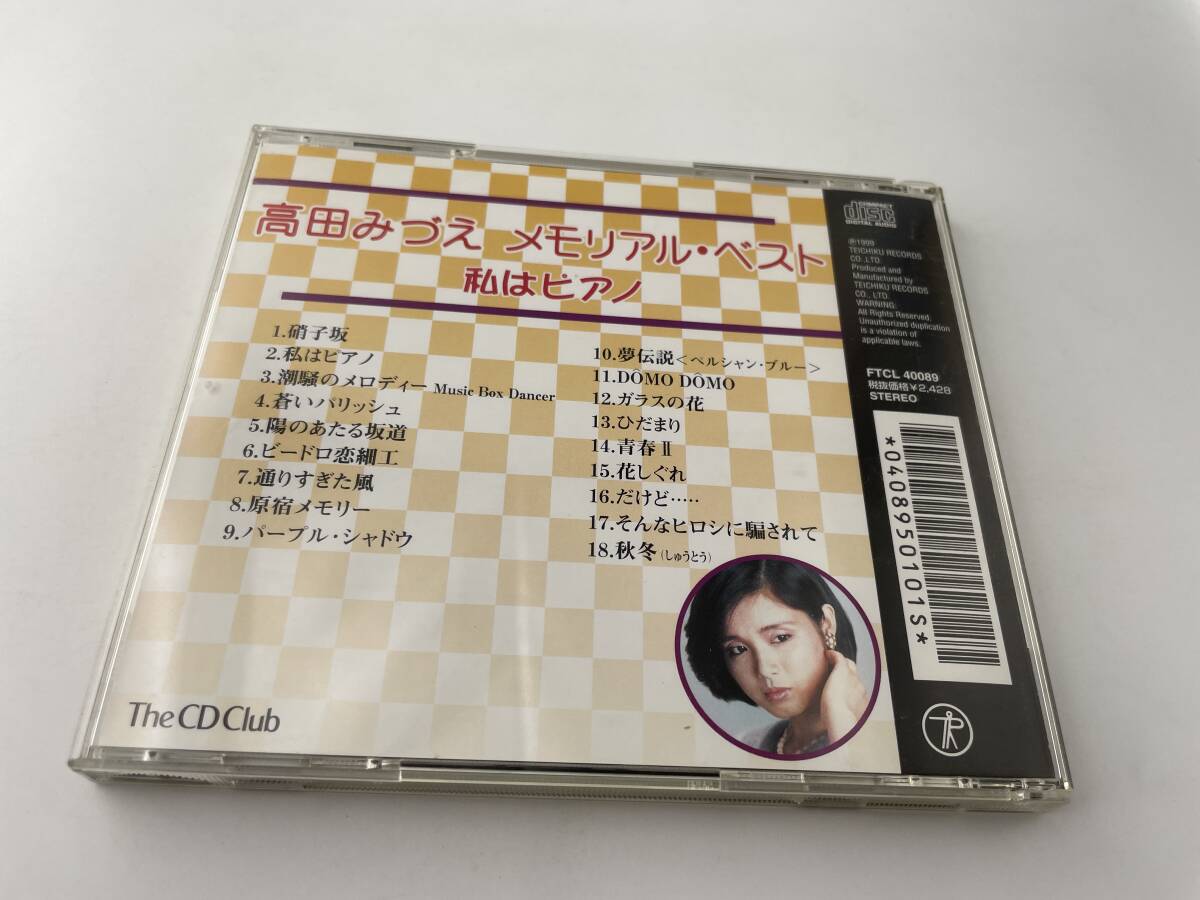 高田みづえ メモリアル・ベスト
私はピアノ
1.硝子坂
2.私はピアノ
3.潮騒のメロディー Music Box Dancer
4.蒼いパリッシュ
5.陽のあたる坂道
6.ビードロ恋細工
7.通りすぎた風
8.原宿メモリー
9.パープル・シャドウ
10.夢伝説<ペルシャン・ブルー>
11.DÔMO DÔMO
12.ガラスの花
13.ひだまり
14.青春Ⅱ
15.花しぐれ
16.だけど‥‥‥
17.そんなヒロシに騙されて
18.秋冬(しゅうとう)
The CD Club
COMPACT
disc
DIGITAL AUDIO
Ⓟ1999
TEICHIKU RECORDS
CO.,LTD.
Produced and
Manufactured by
TEICHIKU RECORDS
CO., LTD.
WARNING:
All Rights Reserved.
Unauthorized duplication
is a violation of
applicable laws.
FTCL 40089
税抜価格¥2,428
STEREO
*0408950101S*
TR